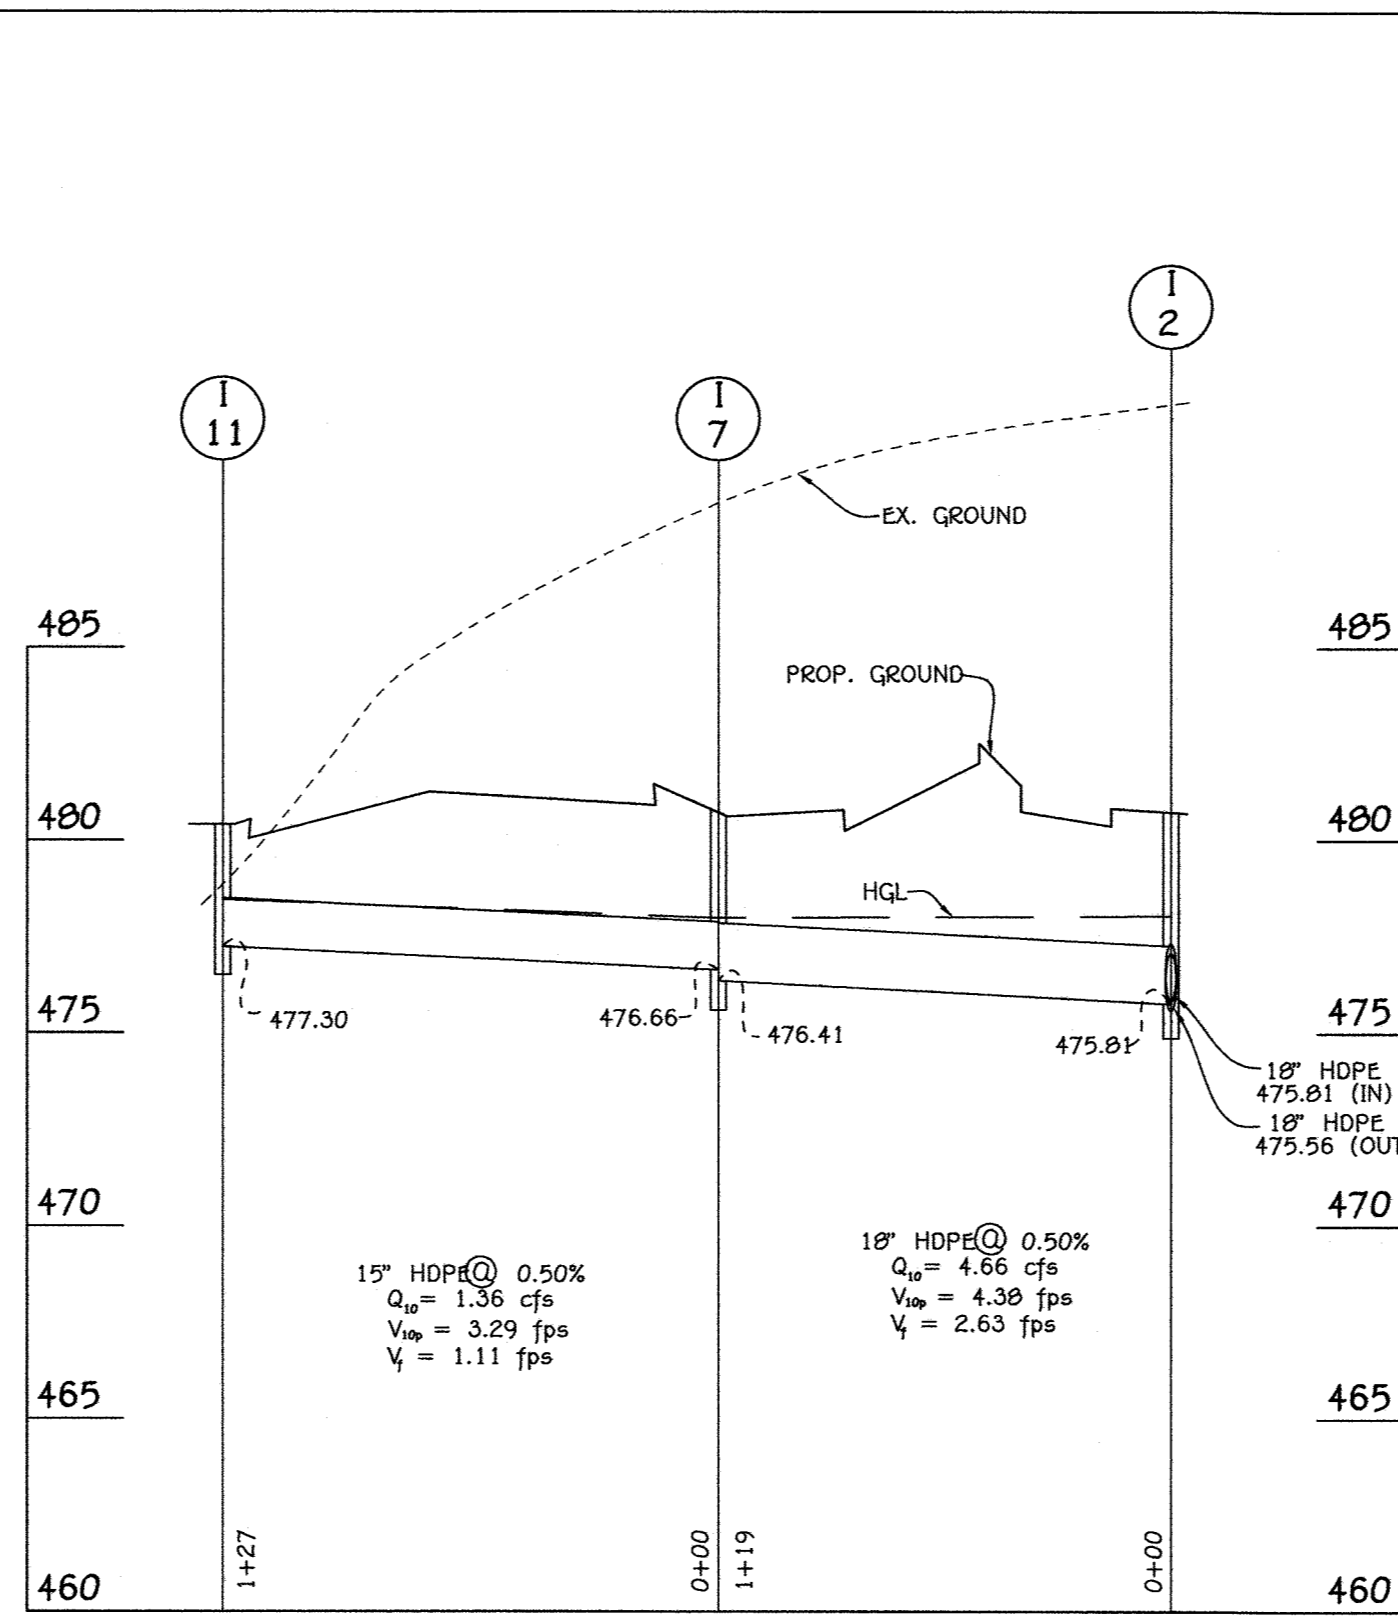 I
2
I
11
I
7
EX. GROUND
485
485
PROP. GROUND
480
480
HGL
475
475
477.30
476.66
476.41
475.81
18" HDPE
475.81 (IN)
18" HDPE
475.56 (OUT
470
470
15" HDPE@ 0.50%
Q10= 1.36 cfs
V10p = 3.29 fps
Vf = 1.11 fps
18" HDPE@ 0.50%
Q10= 4.66 cfs
V10p = 4.38 fps
Vf = 2.63 fps
465
465
1+27
0+00
1+19
0+00
460
460